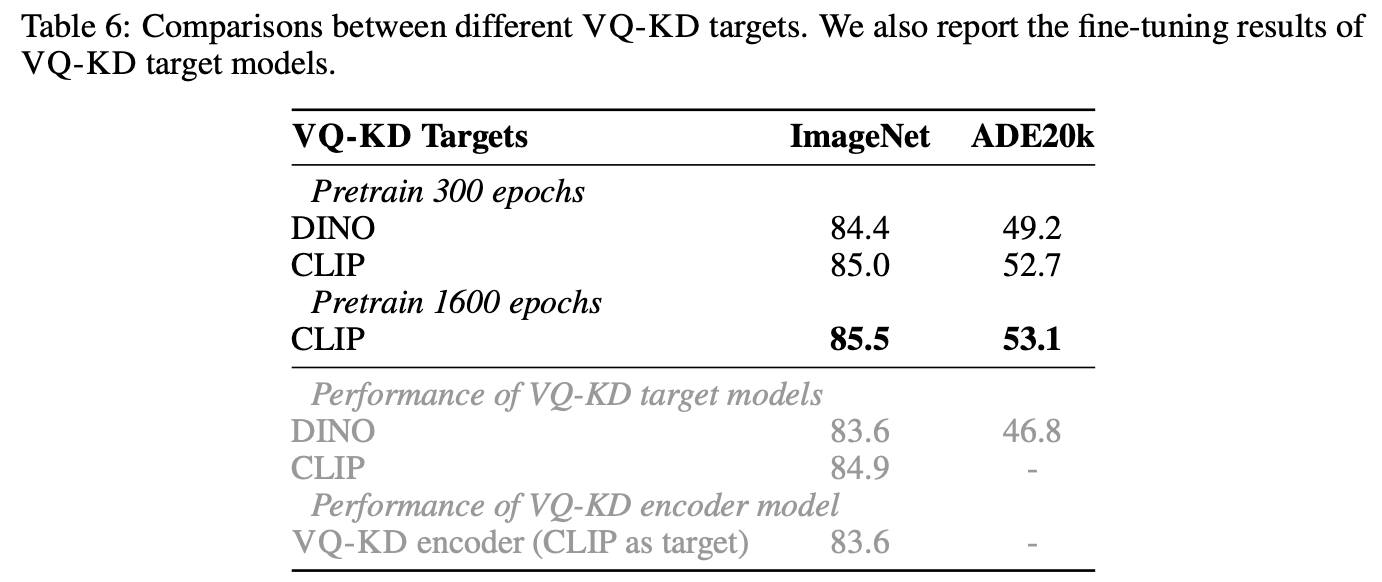 Table 6: Comparisons between different VQ-KD targets. We also report the fine-tuning results of
VQ-KD target models.
VQ-KD Targets ImageNet ADE20k
Pretrain 300 epochs
DINO 84.4 49.2
CLIP 85.0 52.7
Pretrain 1600 epochs
CLIP 85.5 53.1
Performance of VQ-KD target models
DINO 83.6 46.8
CLIP 84.9 -
Performance of VQ-KD encoder model
VQ-KD encoder (CLIP as target) 83.6 -